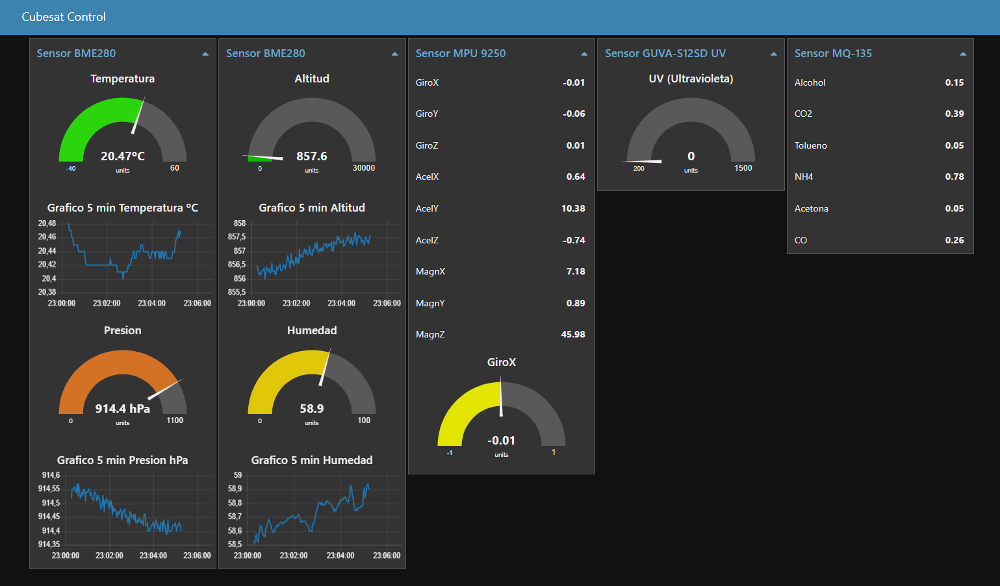 Cubesat Control
Sensor BME280
Temperatura
20.47ºC
units
-40
60
Grafico 5 min Temperatura ºC
20,48
20,46
20,44
20,42
20,4
20,38
23:00:00 23:02:00 23:04:00 23:06:00
Presion
914.4 hPa
units
0
1100
Grafico 5 min Presion hPa
914,6
914,55
914,5
914,45
914,4
914,35
23:00:00 23:02:00 23:04:00 23:06:00
Sensor BME280
Altitud
857.6
units
0
30000
Grafico 5 min Altitud
858
857,5
857
856,5
856
855,5
23:00:00 23:02:00 23:04:00 23:06:00
Humedad
58.9
units
0
100
Grafico 5 min Humedad
59
58,9
58,8
58,7
58,6
58,5
23:00:00 23:02:00 23:04:00 23:06:00
Sensor MPU 9250
GiroX -0.01
GiroY -0.06
GiroZ 0.01
AcelX 0.64
AcelY 10.38
AcelZ -0.74
MagnX 7.18
MagnY 0.89
MagnZ 45.98
GiroX
-0.01
units
-1
1
Sensor GUVA-S12SD UV
UV (Ultravioleta)
0
units
200
1500
Sensor MQ-135
Alcohol 0.15
CO2 0.39
Tolueno 0.05
NH4 0.78
Acetona 0.05
CO 0.26